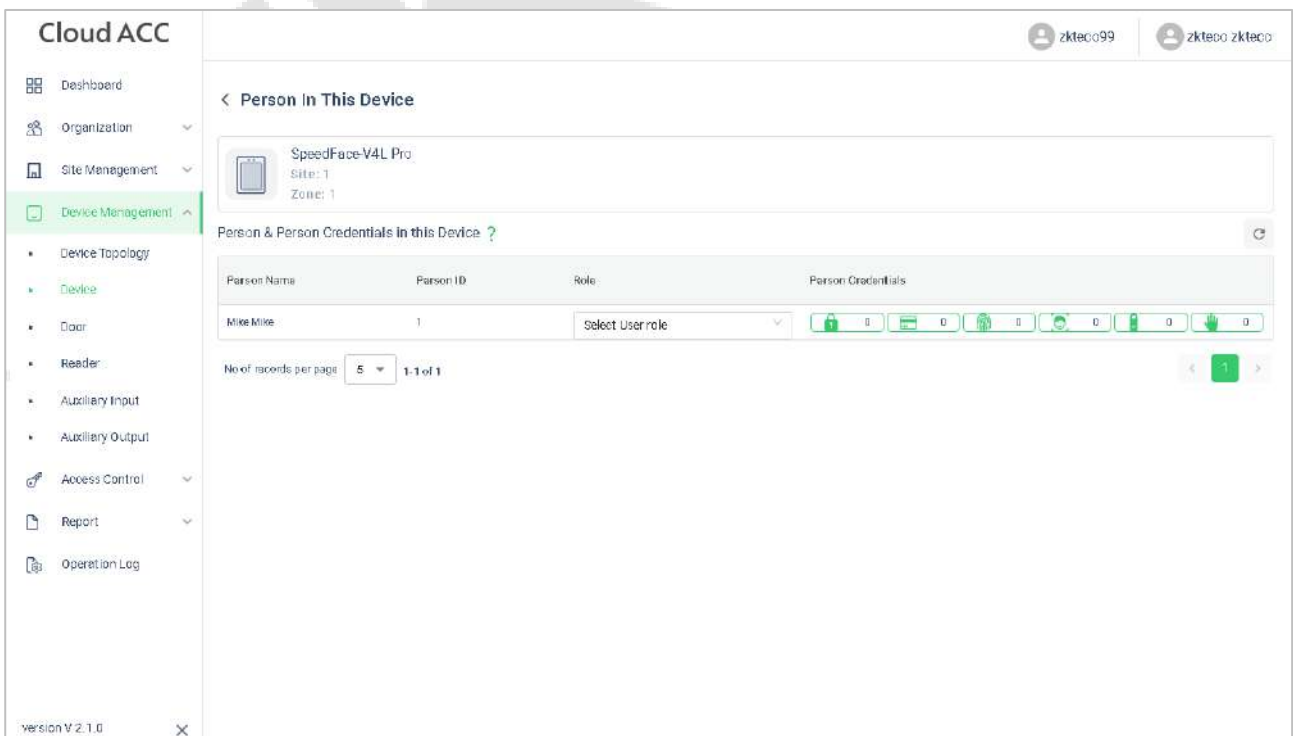 Cloud ACC
zkteco99
zkteco zkteco
Dashboard
Organization
Site Management
Device Management
Device Topology
Device
Door
Reader
Auxiliary Input
Auxiliary Output
Access Control
Report
Operation Log
version V 2.1.0
< Person In This Device
SpeedFace-V4L Pro
Site: 1
Zone: 1
Person & Person Credentials in this Device ?
Person Name Person ID Role Person Credentials
Mike Mike 1 Select User role 0 0 0 0 0 0
No of records per page 5 1-1 of 1
< 1 >